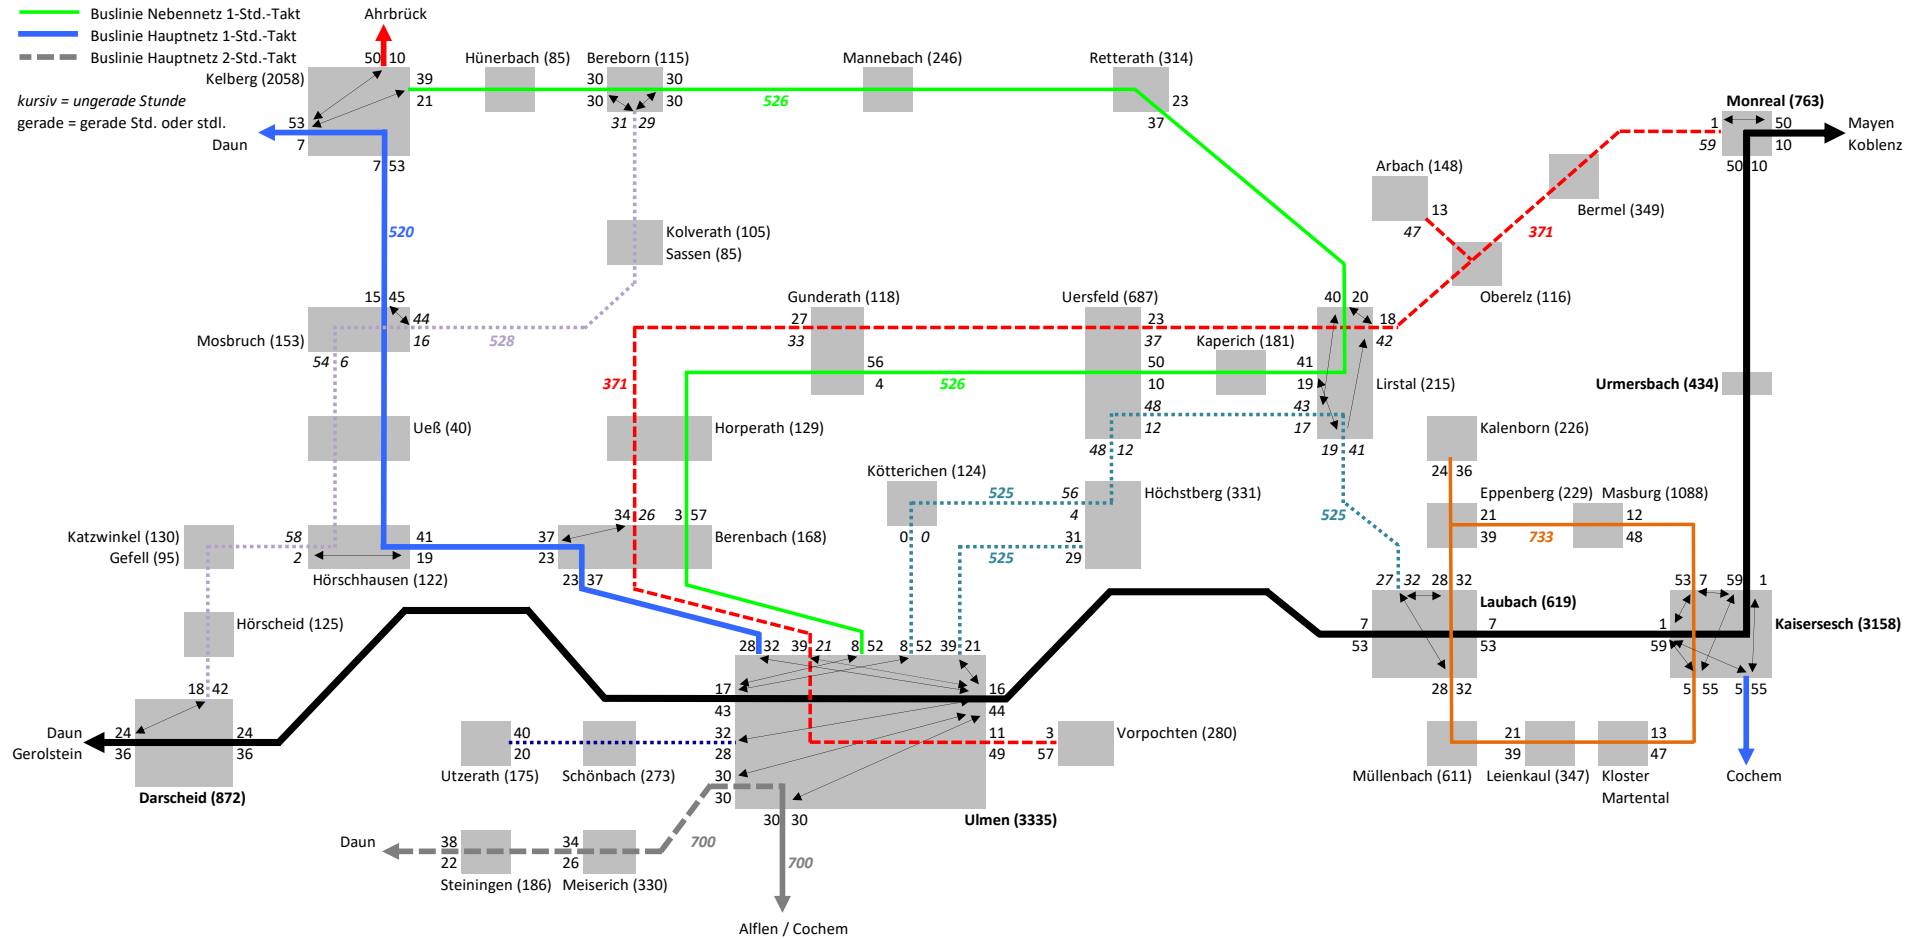 Buslinie Nebennetz 1-Std.-Takt
Buslinie Hauptnetz 1-Std.-Takt
Buslinie Hauptnetz 2-Std.-Takt
kursiv = ungerade Stunde
gerade = gerade Std. oder stdl.
Ahrbrück
50 10
Kelberg (2058)
39
21
53
7
Daun
7 53
Hünerbach (85)
Bereborn (115)
30 30
30 30
31 29
526
Mannebach (246)
Retterath (314)
23
37
Monreal (763)
1 50
59 10
50 10
Mayen
Koblenz
Arbach (148)
13
47
Bermel (349)
371
Oberelz (116)
520
Kolverath (105)
Sassen (85)
15 45
44
16
Mosbruch (153)
54 6
528
Gunderath (118)
27
33
56
4
Uersfeld (687)
23
37
50
10
48
12
48 12
Kaperich (181)
40 20
18
42
41
19
43
17
19 41
Lirstal (215)
371
526
Urmersbach (434)
Ueß (40)
Horperath (129)
Kalenborn (226)
24 36
Kötterichen (124)
0 0
525
56
4
Höchstberg (331)
31
29
525
525
Eppenberg (229)
21
39
Masburg (1088)
12
48
733
Katzwinkel (130)
Gefell (95)
58
2
41
19
Hörschhausen (122)
37
23
34 26
3 57
Berenbach (168)
23 37
Hörscheid (125)
27 32 28 32
Laubach (619)
7 7
53 53
28 32
53 7 59 1
1
59
Kaisersesch (3158)
5 55 5 55
Cochem
18 42
Daun
Gerolstein
24 24
36 36
Darscheid (872)
28 32 39 21 8 52 8 52 39 21
17 16
43 44
32
28
30
30
11
49
30 30
Ulmen (3335)
3
57
Vorpochten (280)
40
20
Utzerath (175)
Schönbach (273)
Müllenbach (611)
21
39
Leienkaul (347)
13
47
Kloster
Martental
Daun
38
22
Steiningen (186)
34
26
Meiserich (330)
700
700
Alflen / Cochem